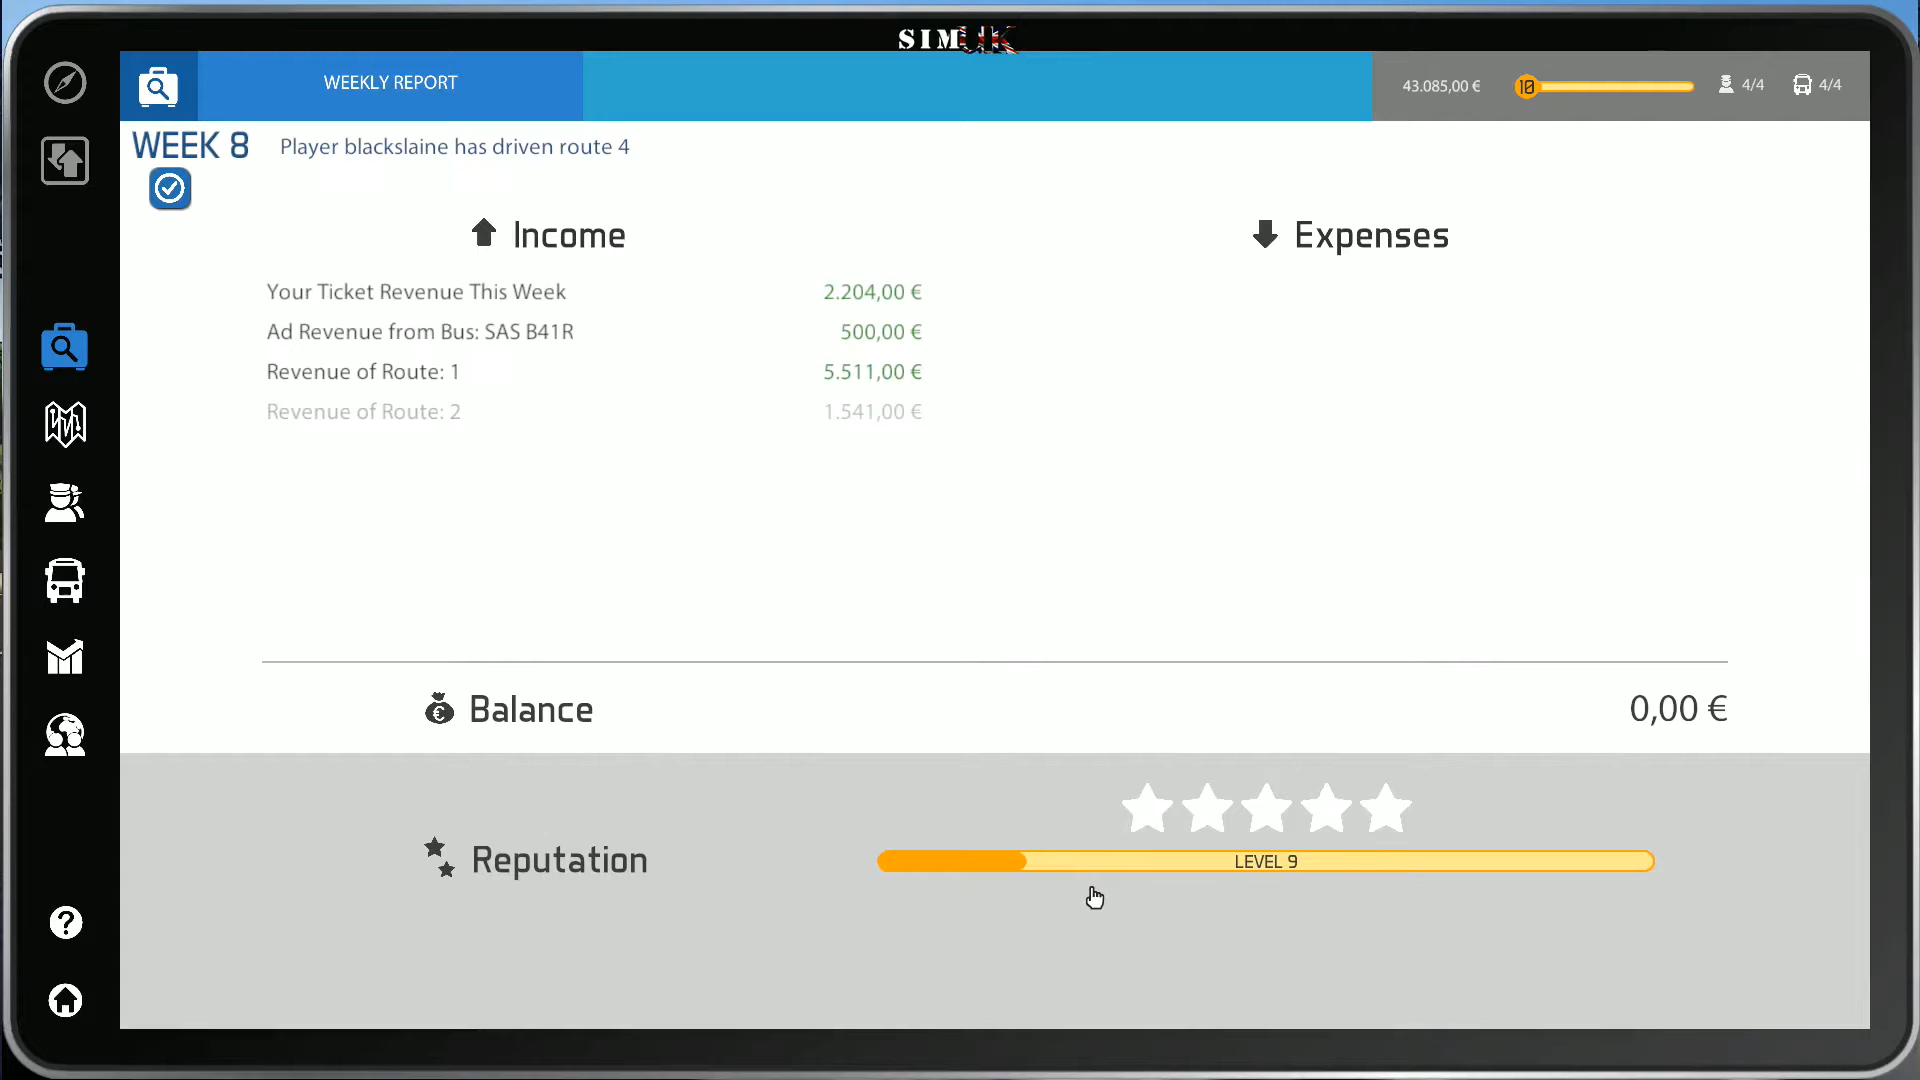 SIMUK
WEEKLY REPORT
43.085,00 €
10
4/4
4/4
WEEK 8
Player blackslaine has driven route 4
Income
Expenses
Your Ticket Revenue This Week 2.204,00 €
Ad Revenue from Bus: SAS B41R 500,00 €
Revenue of Route: 1 5.511,00 €
Revenue of Route: 2 1.541,00 €
Balance 0,00 €
Reputation
LEVEL 9